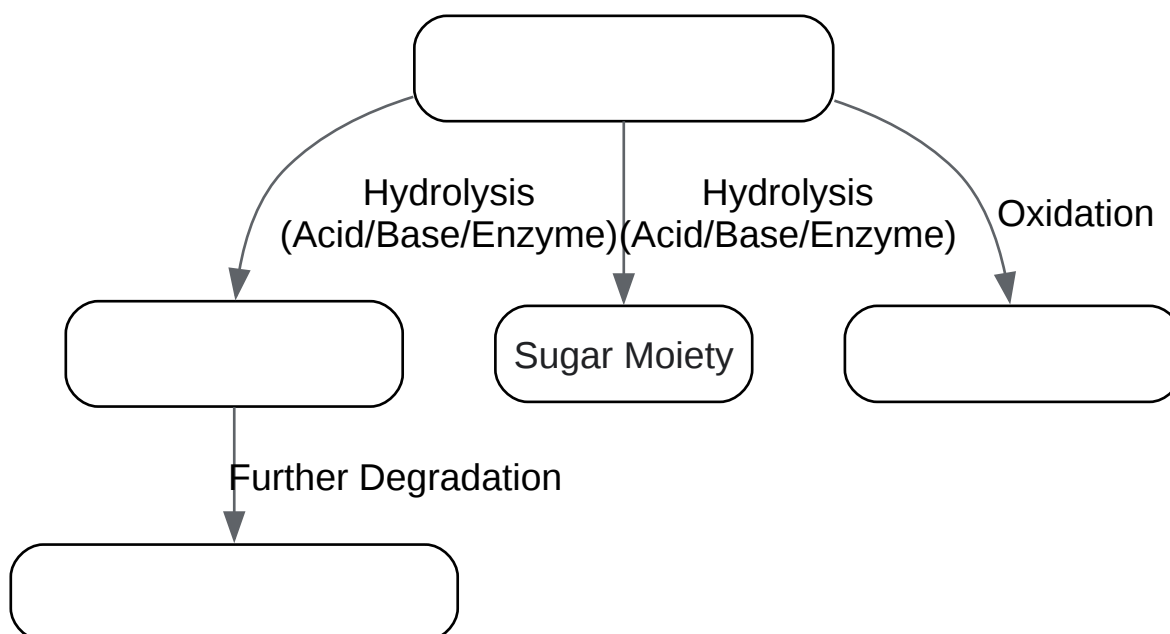 Hydrolysis
(Acid/Base/Enzyme)
Hydrolysis
(Acid/Base/Enzyme)
Oxidation
Sugar Moiety
Further Degradation